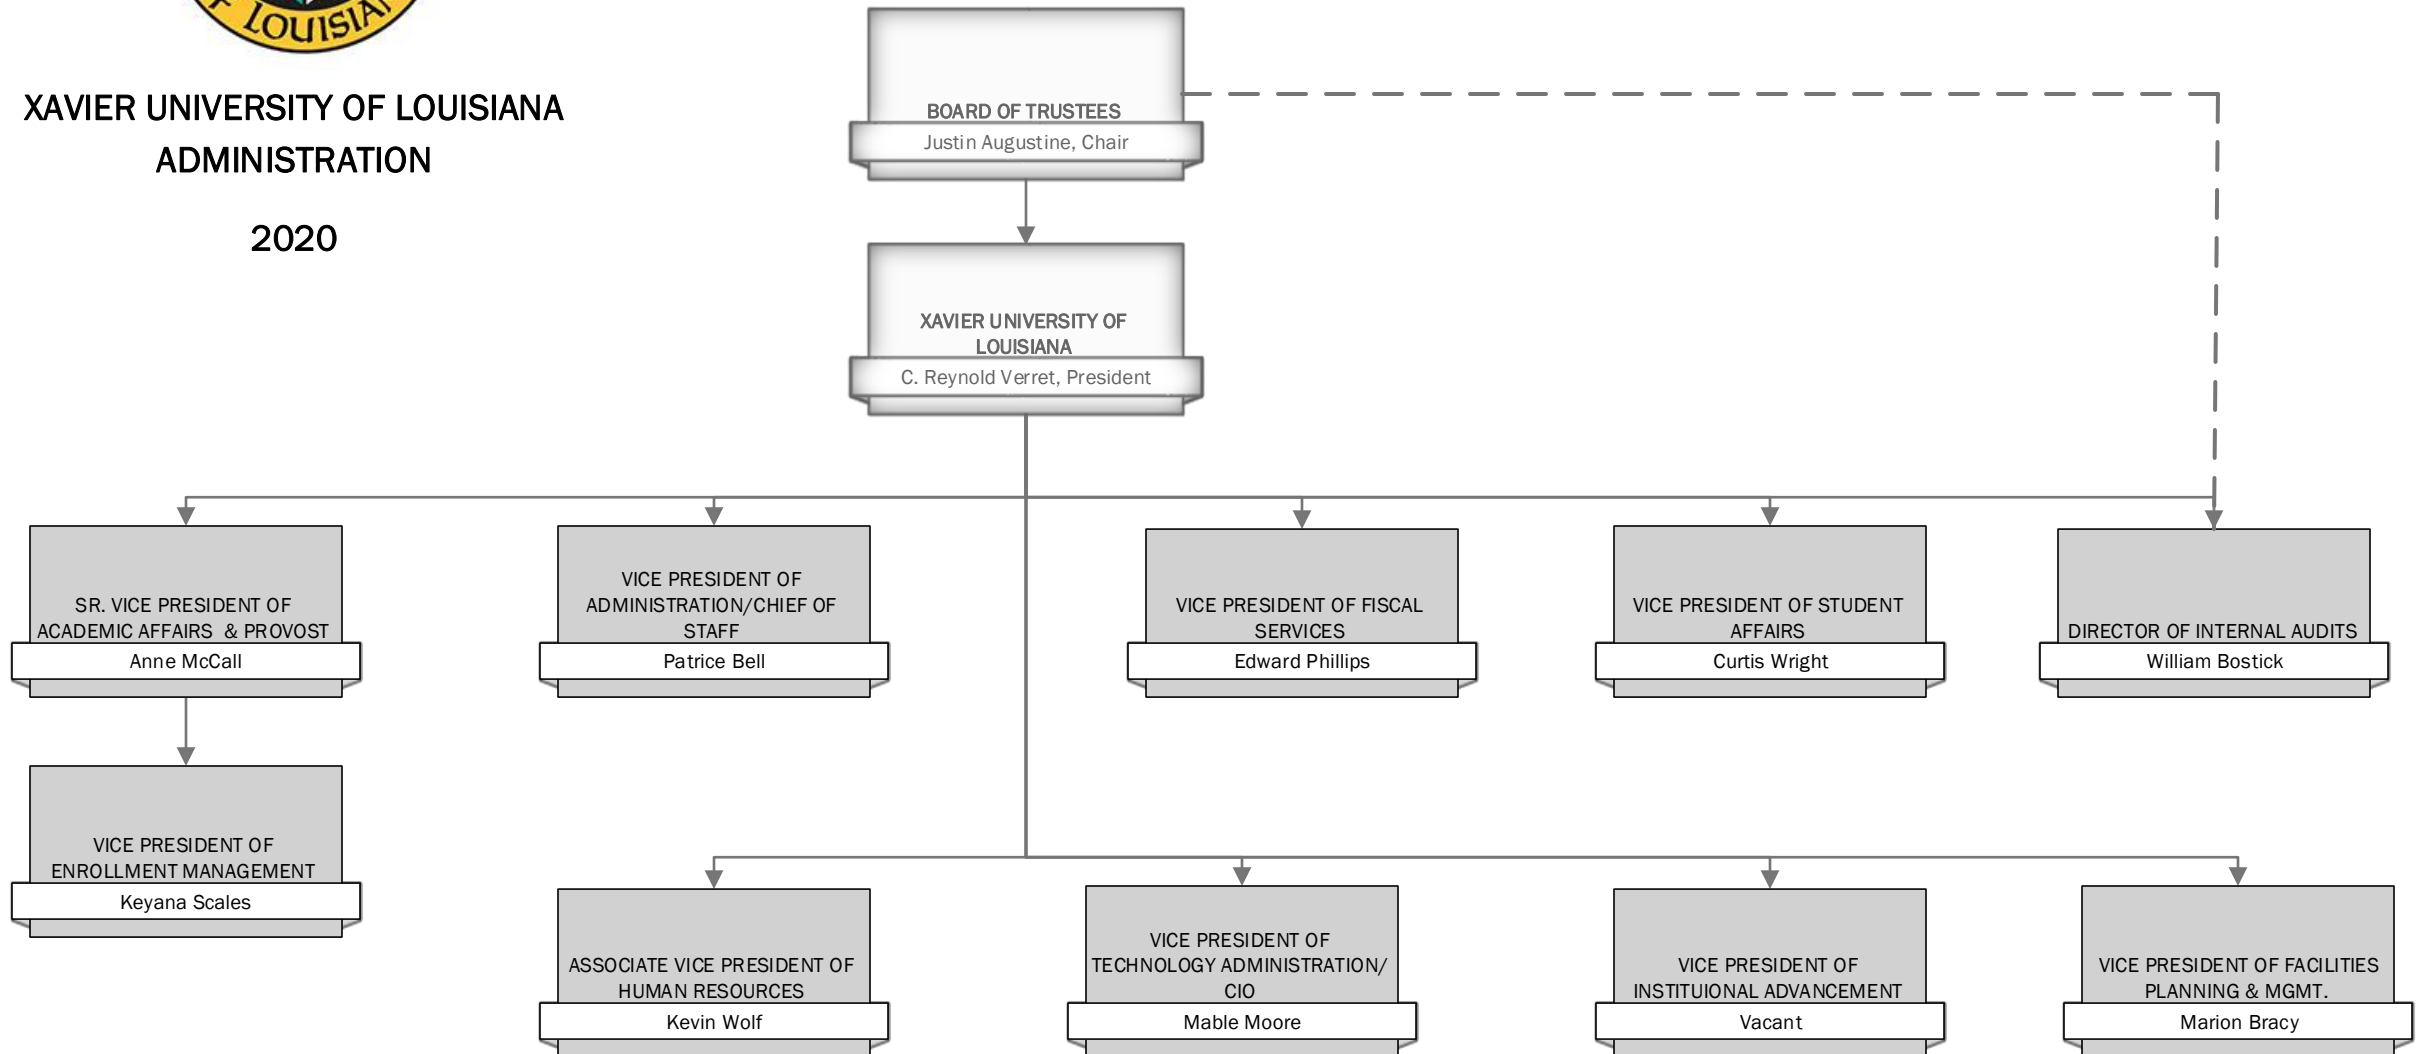 OF LOUISIANA
XAVIER UNIVERSITY OF LOUISIANA
ADMINISTRATION
2020
BOARD OF TRUSTEES
Justin Augustine, Chair
XAVIER UNIVERSITY OF
LOUISIANA
C. Reynold Verret, President
SR. VICE PRESIDENT OF
ACADEMIC AFFAIRS & PROVOST
Anne McCall
VICE PRESIDENT OF
ADMINISTRATION/CHIEF OF
STAFF
Patrice Bell
VICE PRESIDENT OF FISCAL
SERVICES
Edward Phillips
VICE PRESIDENT OF STUDENT
AFFAIRS
Curtis Wright
DIRECTOR OF INTERNAL AUDITS
William Bostick
VICE PRESIDENT OF
ENROLLMENT MANAGEMENT
Keyana Scales
ASSOCIATE VICE PRESIDENT OF
HUMAN RESOURCES
Kevin Wolf
VICE PRESIDENT OF
TECHNOLOGY ADMINISTRATION/
CIO
Mable Moore
VICE PRESIDENT OF
INSTITUIONAL ADVANCEMENT
Vacant
VICE PRESIDENT OF FACILITIES
PLANNING & MGMT.
Marion Bracy